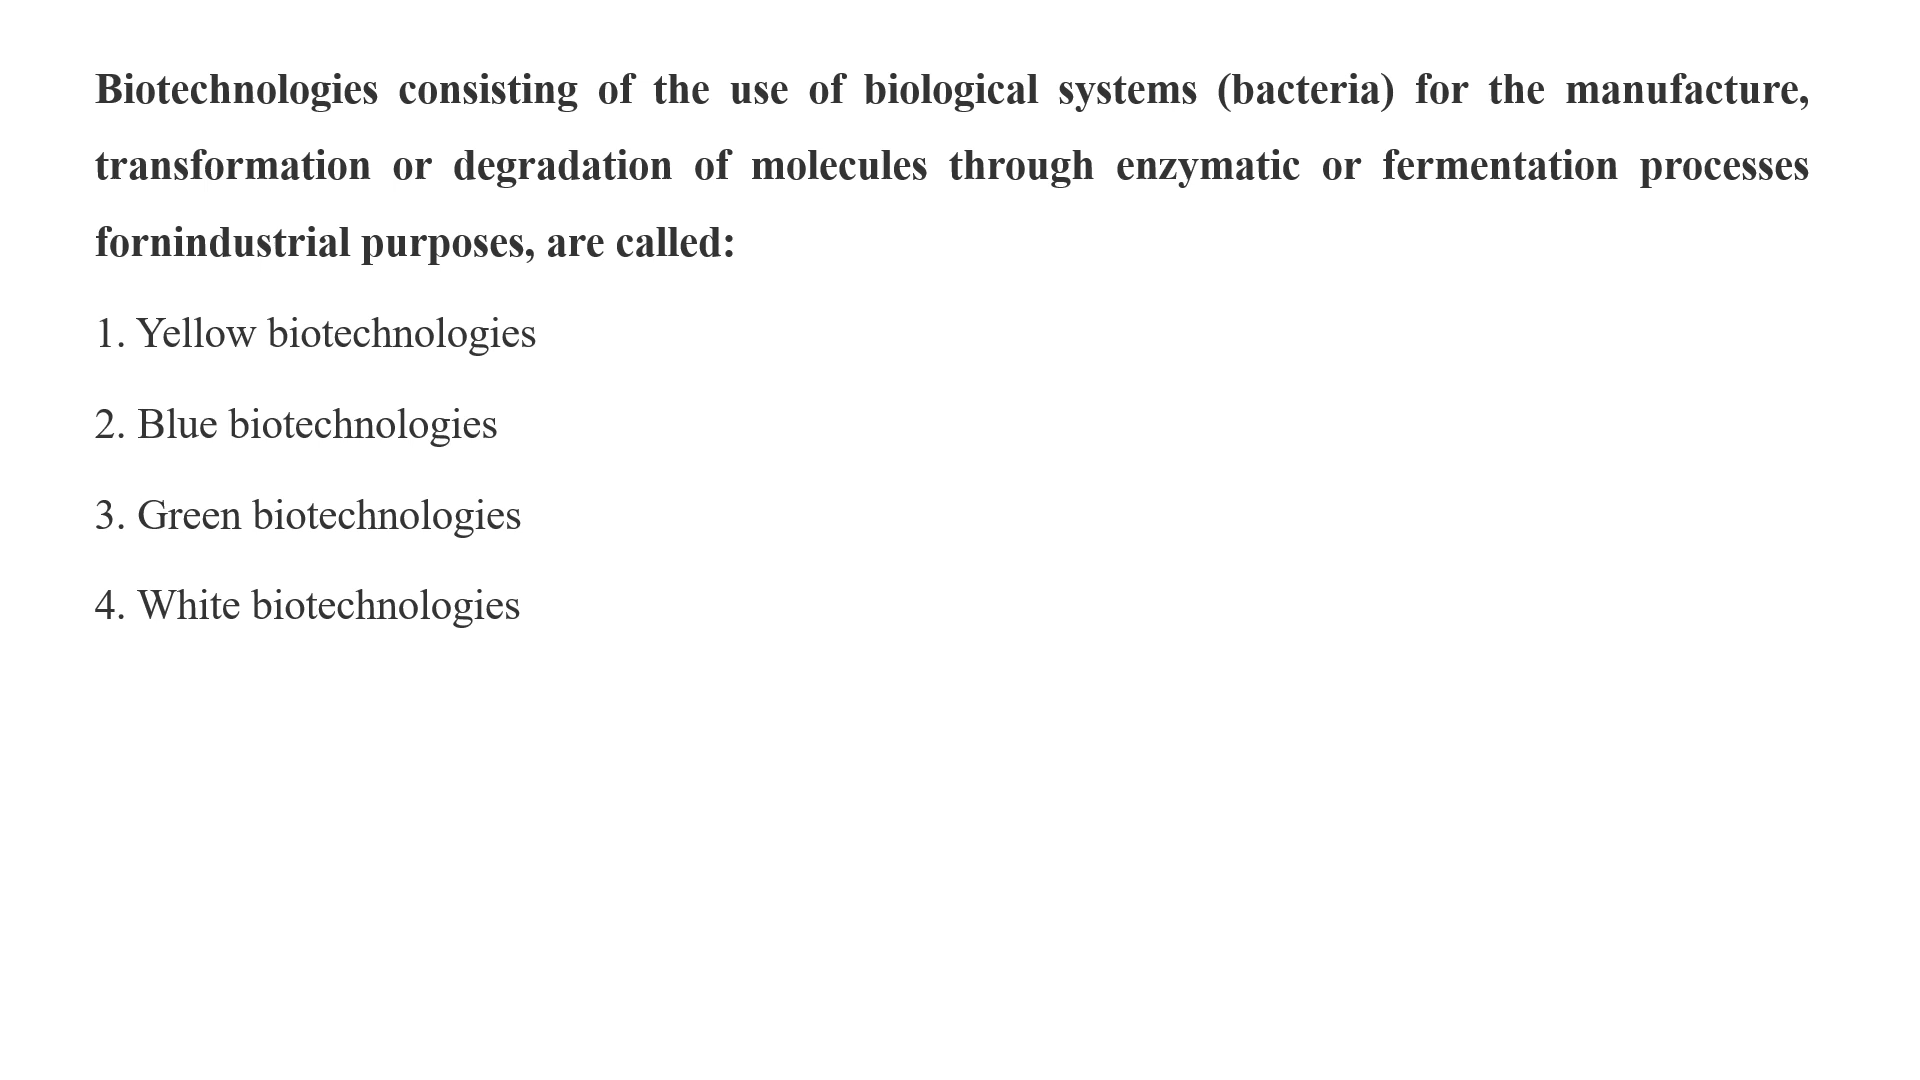 Biotechnologies consisting of the use of biological systems (bacteria) for the manufacture,
transformation or degradation of molecules through enzymatic or fermentation processes
fornindustrial purposes, are called:
1. Yellow biotechnologies
2. Blue biotechnologies
3. Green biotechnologies
4. White biotechnologies